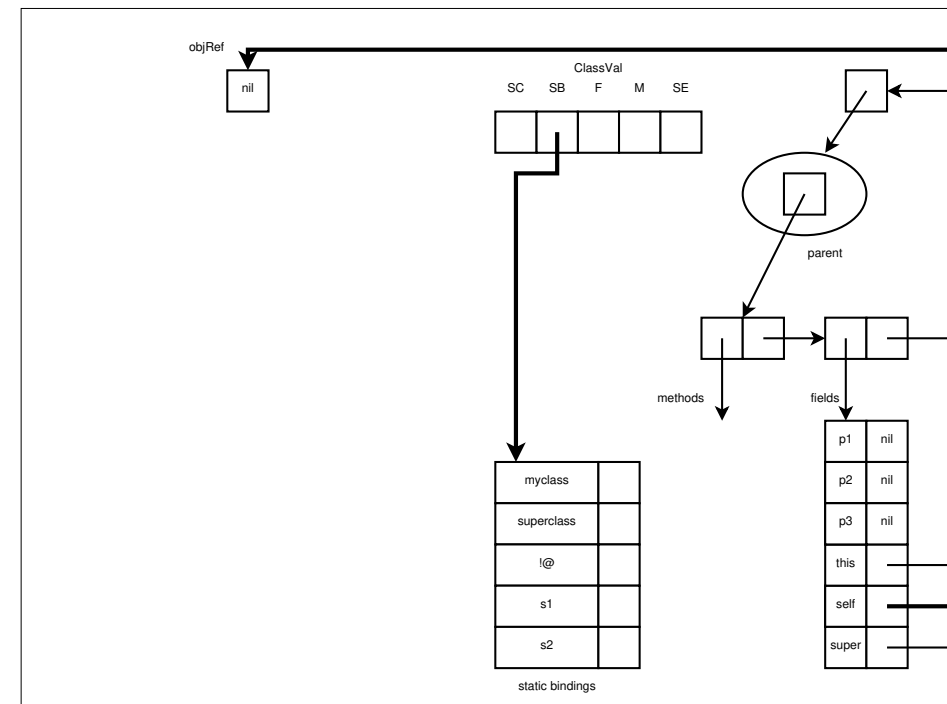 objRef
nil
ClassVal
SC SB F M SE
parent
methods
fields
p1 nil
p2 nil
p3 nil
this
self
super
myclass
superclass
!@
s1
s2
static bindings